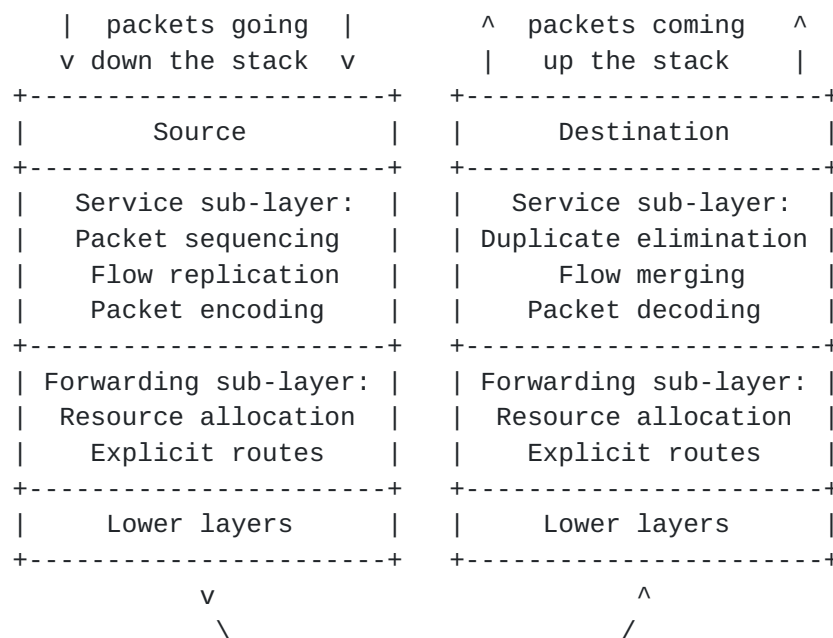 | packets going | ^ packets coming ^
v down the stack v | up the stack |
+-----------------------+ +-----------------------+
| Source | | Destination |
+-----------------------+ +-----------------------+
| Service sub-layer: | | Service sub-layer: |
| Packet sequencing | | Duplicate elimination |
| Flow replication | | Flow merging |
| Packet encoding | | Packet decoding |
+-----------------------+ +-----------------------+
| Forwarding sub-layer: | | Forwarding sub-layer: |
| Resource allocation | | Resource allocation |
| Explicit routes | | Explicit routes |
+-----------------------+ +-----------------------+
| Lower layers | | Lower layers |
+-----------------------+ +-----------------------+
v ^
\ /